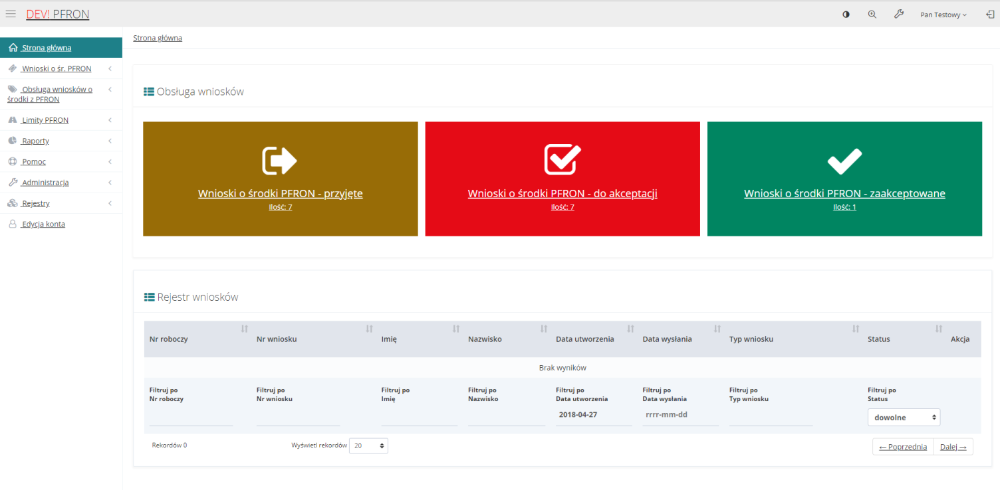 DEV! PFRON
Pan Testowy
Strona główna
Strona główna
Wnioski o śr. PFRON
Obsługa wniosków o
środki z PFRON
Limity PFRON
Raporty
Pomoc
Administracja
Rejestry
Edycja konta
Obsługa wniosków
Wnioski o środki PFRON - przyjęte
Ilość: 7
Wnioski o środki PFRON - do akceptacji
Ilość: 7
Wnioski o środki PFRON - zaakceptowane
Ilość: 1
Rejestr wniosków
Nr roboczy Nr wniosku Imię Nazwisko Data utworzenia Data wysłania Typ wniosku Status Akcja
Brak wyników
Filtruj po Filtruj po Filtruj po Filtruj po Filtruj po Filtruj po Filtruj po Filtruj po
Nr roboczy Nr wniosku Imię Nazwisko Data utworzenia Data wysłania Typ wniosku Status
2018-04-27 rrrr-mm-dd dowolne
Rekordów 0 Wyświetl rekordów 20 ← Poprzednia Dalej →